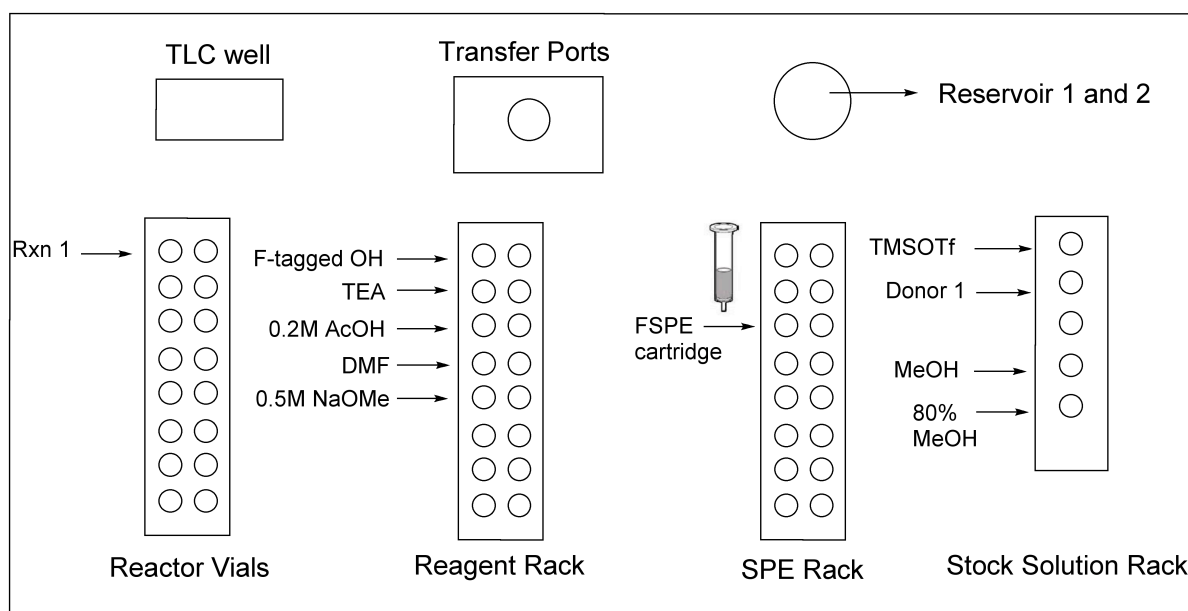 TLC well
Transfer Ports
Reservoir 1 and 2
Rxn 1
F-tagged OH
TEA
0.2M AcOH
DMF
0.5M NaOMe
FSPE
cartridge
TMSOTf
Donor 1
MeOH
80%
MeOH
Reactor Vials
Reagent Rack
SPE Rack
Stock Solution Rack